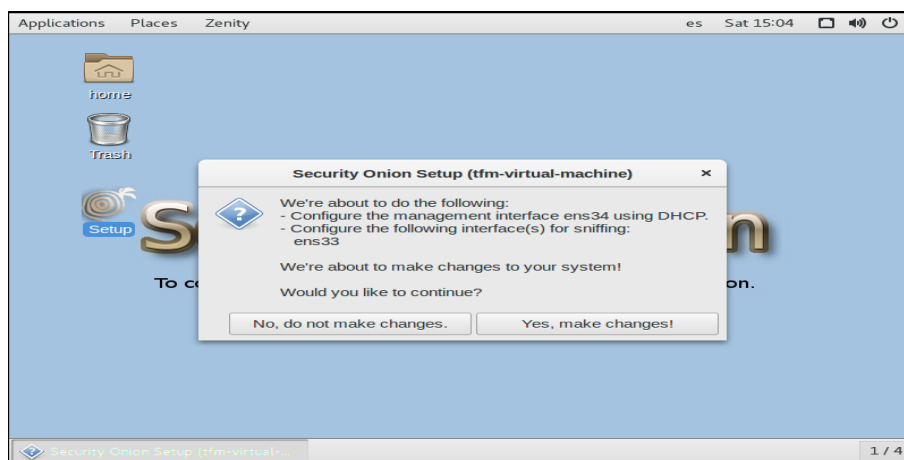 Applications Places Zenity es Sat 15:04
home
Trash
Security Onion Setup (tfm-virtual-machine) ×
We're about to do the following:
- Configure the management interface ens34 using DHCP.
- Configure the following interface(s) for sniffing:
ens33
We're about to make changes to your system!
Would you like to continue?
No, do not make changes. Yes, make changes!
Setup S n
To c on.
Security Onion Setup (tfm-virtual-... 1 / 4